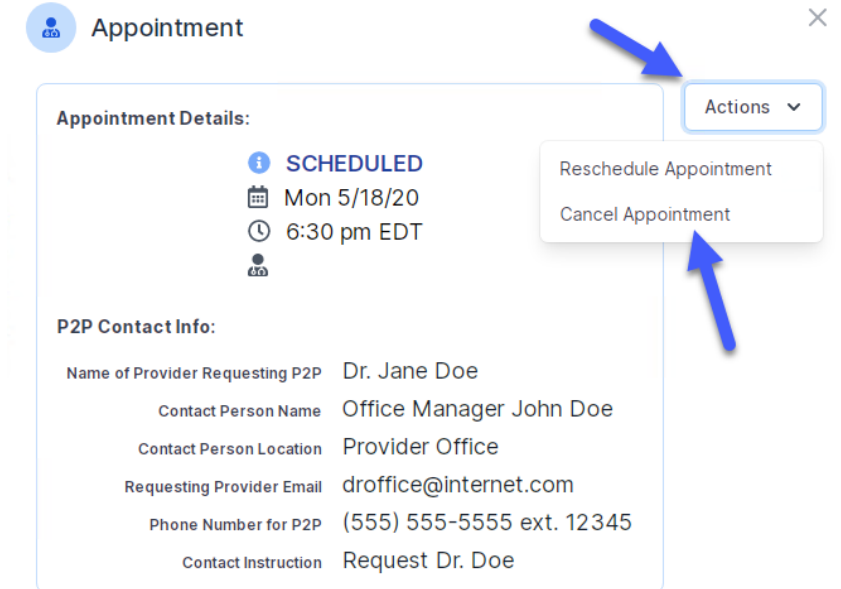 Appointment
Actions
Appointment Details:
SCHEDULED
Reschedule Appointment
Mon 5/18/20
Cancel Appointment
6:30 pm EDT
P2P Contact Info:
Name of Provider Requesting P2P Dr. Jane Doe
Contact Person Name Office Manager John Doe
Contact Person Location Provider Office
Requesting Provider Email droffice@internet.com
Phone Number for P2P (555) 555-5555 ext. 12345
Contact Instruction Request Dr. Doe